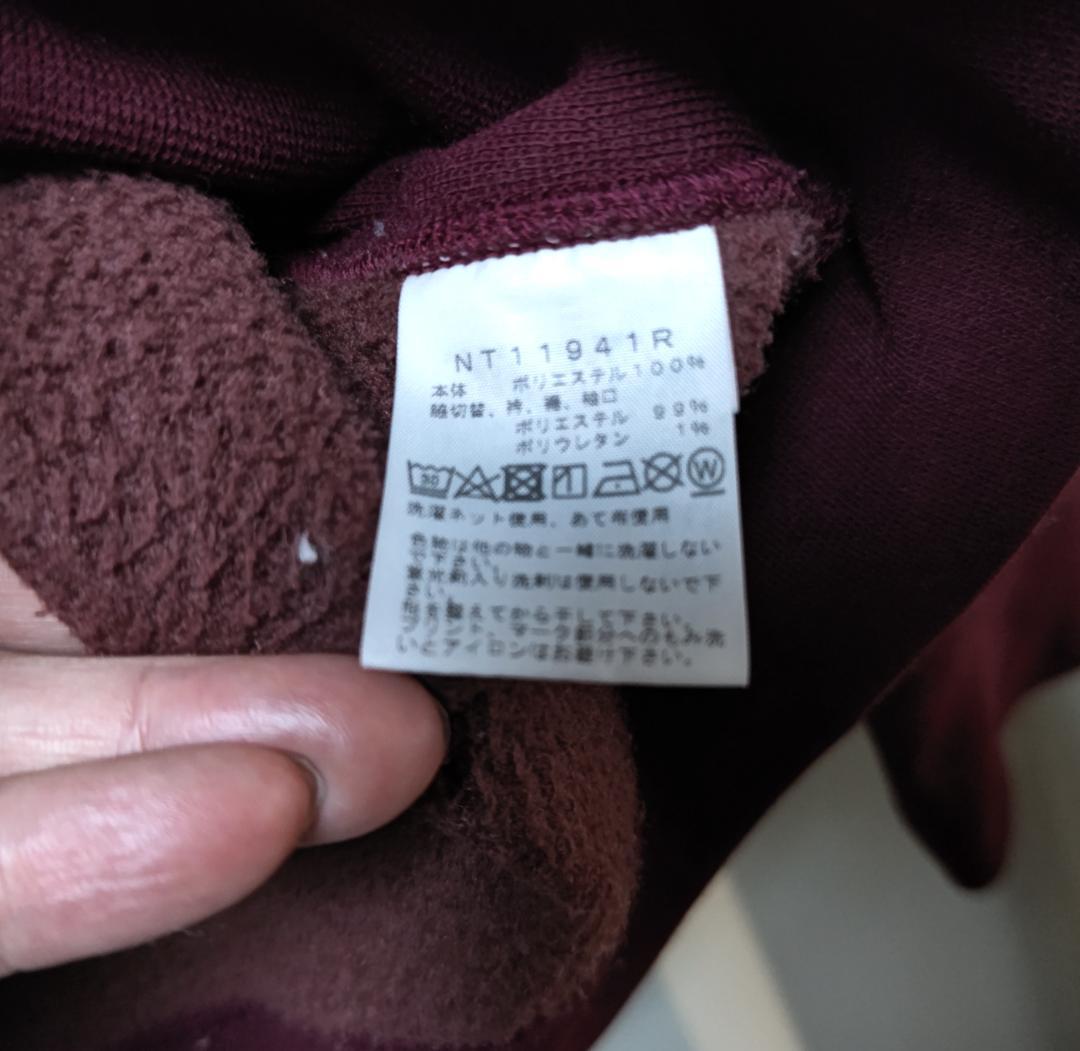 NT11941R
本体 ポリエステル100%
脇切替、衿、裾、袖口
ポリエステル 99%
ポリウレタン 1%
30 W
洗濯ネット使用、あて布使用
色物は他の物と一緒に洗濯しない
で下さい。
蛍光剤入り洗剤は使用しないで下
さい。
形を整えてから干して下さい。
プリント、マーク部分へのもみ洗
いとアイロンはお避け下さい。